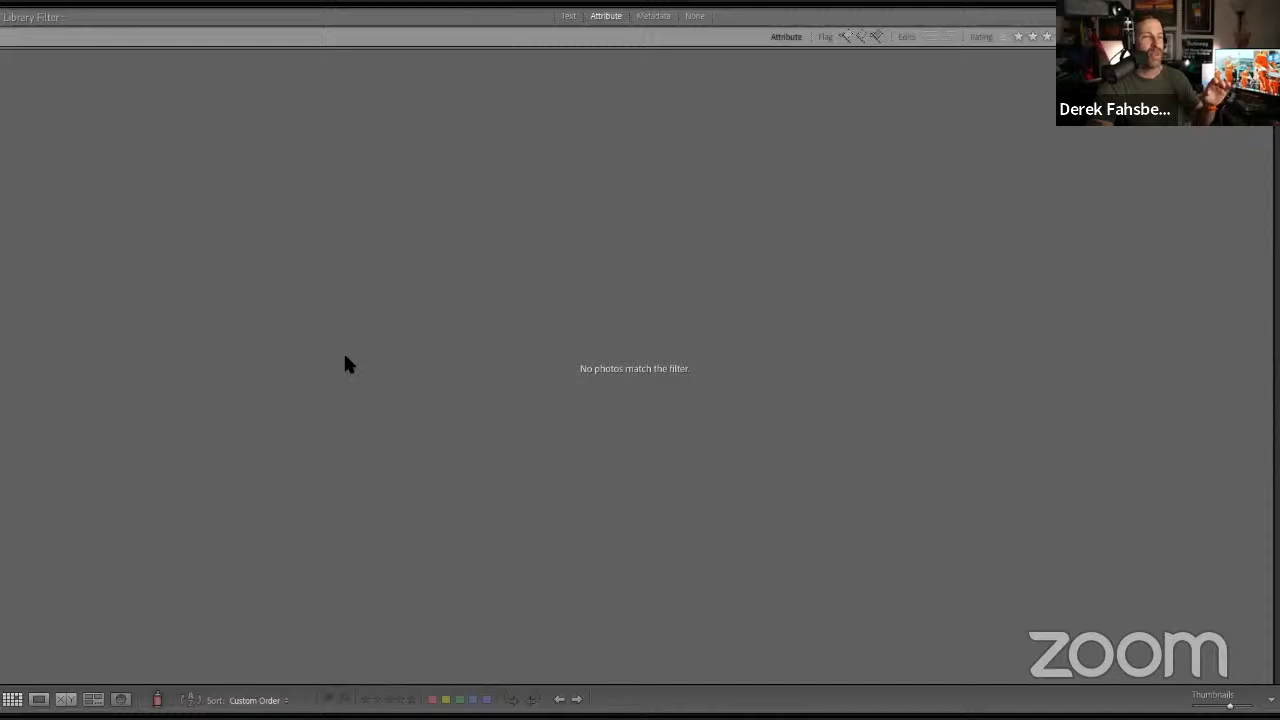 Library Filter:
Text Attribute Metadata None
Attribute Flag Edits Rating
Derek Fahsbe...
No photos match the filter.
zoom
Sort: Custom Order
Thumbnails